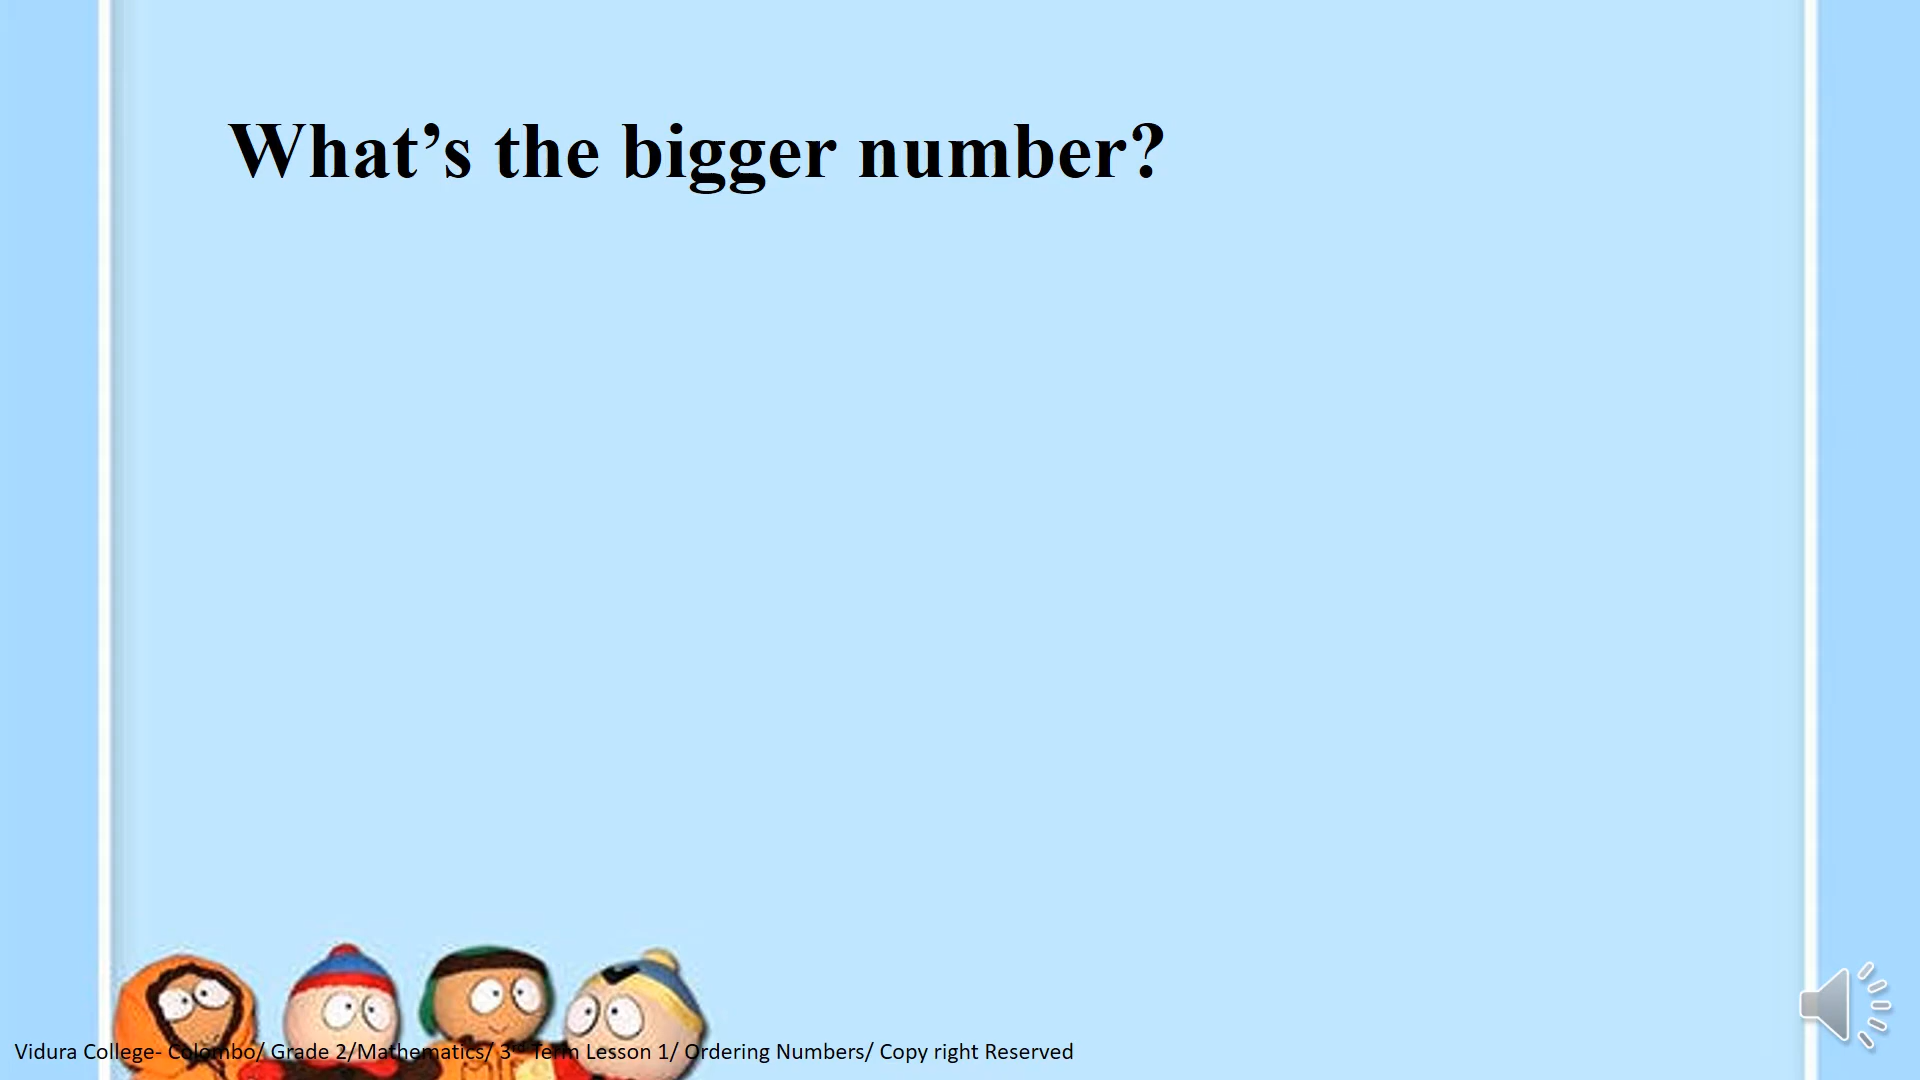 What’s the bigger number?
Vidura College- Colombo/ Grade 2/Mathematics/ 3rd Term Lesson 1/ Ordering Numbers/ Copy right Reserved